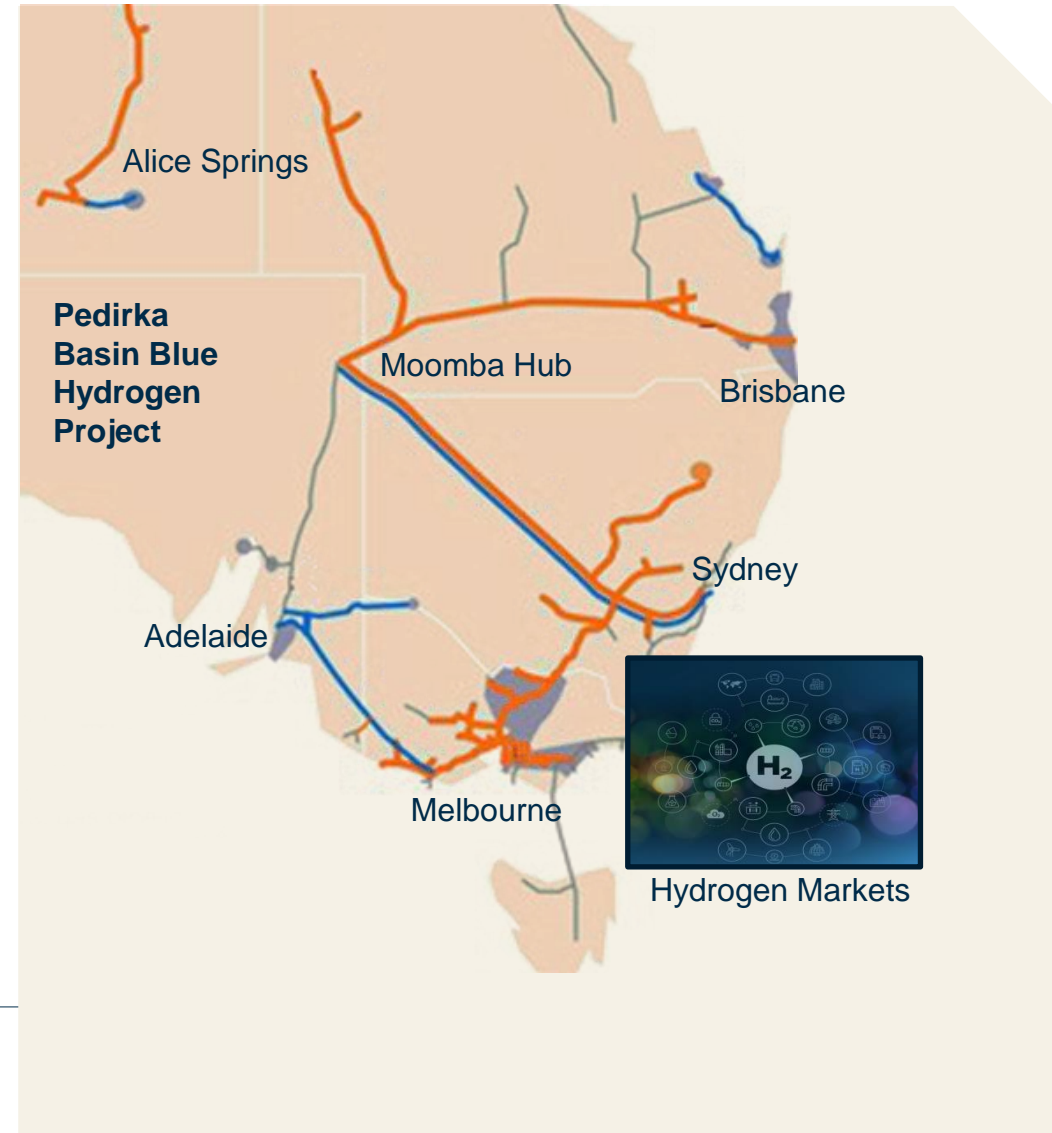 Alice Springs
Pedirka
Basin Blue
Hydrogen
Project
Moomba Hub
Brisbane
Sydney
Adelaide
H₂
Melbourne
Hydrogen Markets